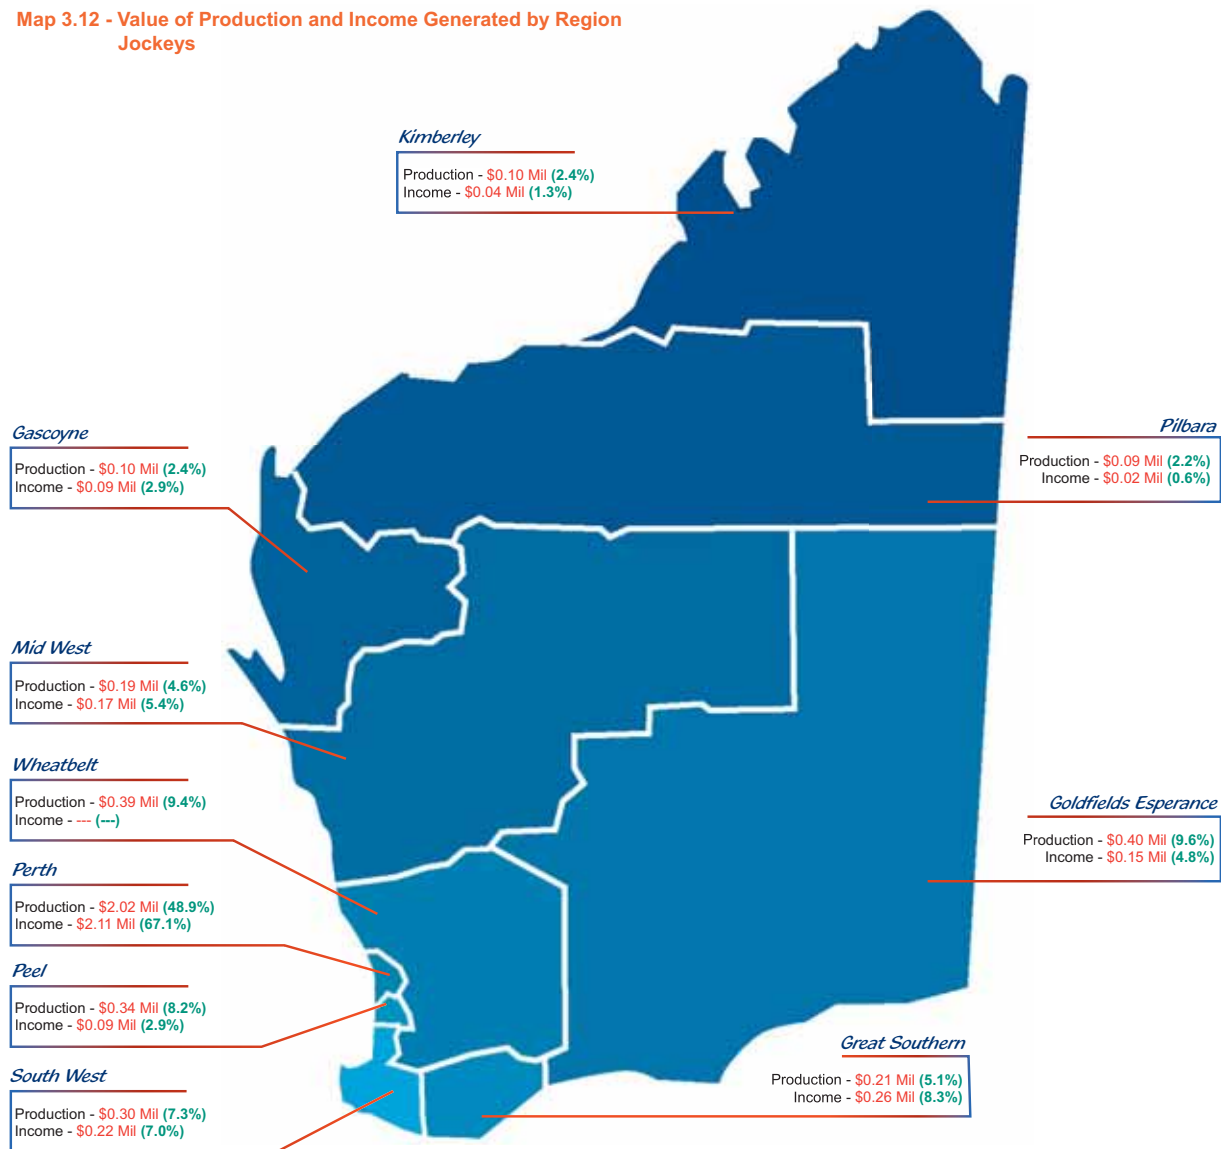 Map 3.12 - Value of Production and Income Generated by Region
Jockeys
Kimberley
Production - $0.10 Mil (2.4%)
Income - $0.04 Mil (1.3%)
Gascoyne
Production - $0.10 Mil (2.4%)
Income - $0.09 Mil (2.9%)
Pilbara
Production - $0.09 Mil (2.2%)
Income - $0.02 Mil (0.6%)
Mid West
Production - $0.19 Mil (4.6%)
Income - $0.17 Mil (5.4%)
Wheatbelt
Production - $0.39 Mil (9.4%)
Income - --- (---)
Goldfields Esperance
Production - $0.40 Mil (9.6%)
Income - $0.15 Mil (4.8%)
Perth
Production - $2.02 Mil (48.9%)
Income - $2.11 Mil (67.1%)
Peel
Production - $0.34 Mil (8.2%)
Income - $0.09 Mil (2.9%)
Great Southern
Production - $0.21 Mil (5.1%)
Income - $0.26 Mil (8.3%)
South West
Production - $0.30 Mil (7.3%)
Income - $0.22 Mil (7.0%)